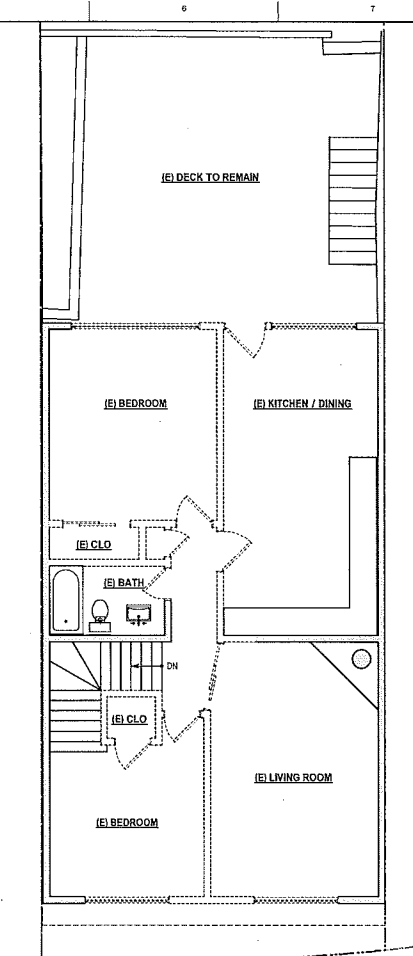 6 7
(E) DECK TO REMAIN
(E) BEDROOM
(E) KITCHEN / DINING
(E) CLO
(E) BATH
DN
(E) CLO
(E) LIVING ROOM
(E) BEDROOM